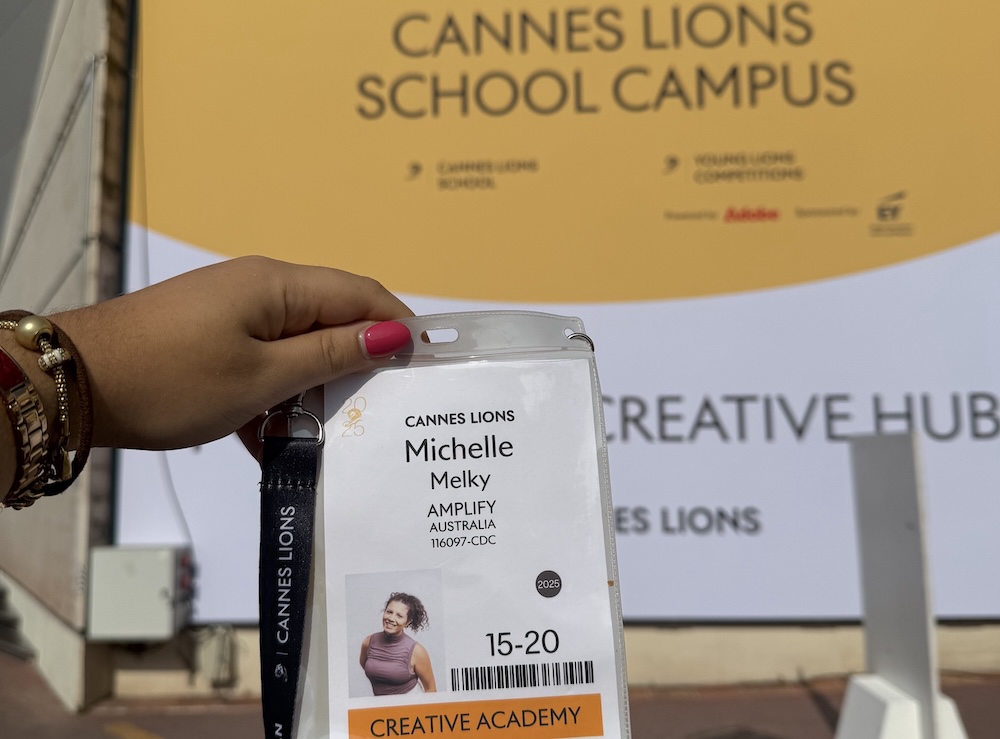 CANNES LIONS
SCHOOL CAMPUS
CANNES LIONS
SCHOOL
YOUNG LIONS
COMPETITIONS
Powered by Adobe
Sponsored by EF
CREATIVE HUB
ES LIONS
2025
CANNES LIONS
Michelle
Melky
AMPLIFY
AUSTRALIA
116097-CDC
2025
15-20
CREATIVE ACADEMY
CANNES LIONS